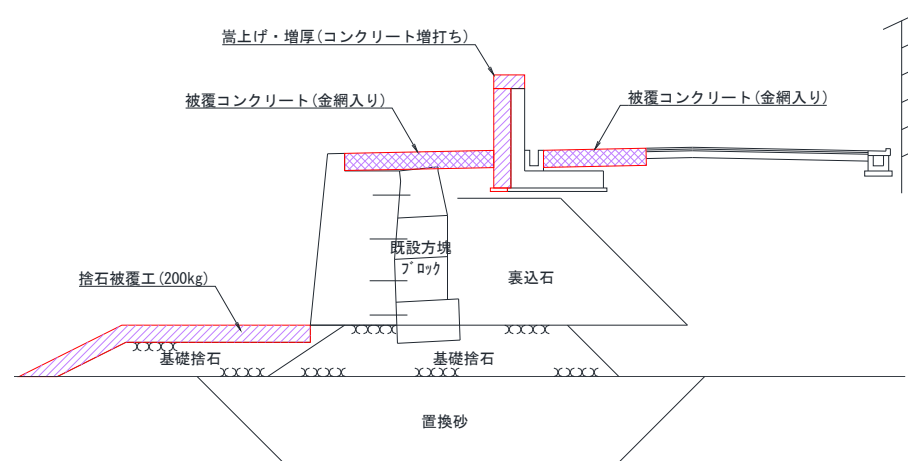 嵩上げ・増厚(コンクリート増打ち)
被覆コンクリート(金網入り)
被覆コンクリート(金網入り)
既設方塊
ブロック
裏込石
捨石被覆工(200kg)
基礎捨石
基礎捨石
置換砂